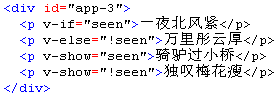 <div id="app-3">
<p v-if="seen">一夜北风紧</p>
<p v-else="!seen">万里彤云厚</p>
<p v-show="seen">骑驴过小桥</p>
<p v-show="!seen">独叹梅花瘦</p>
</div>